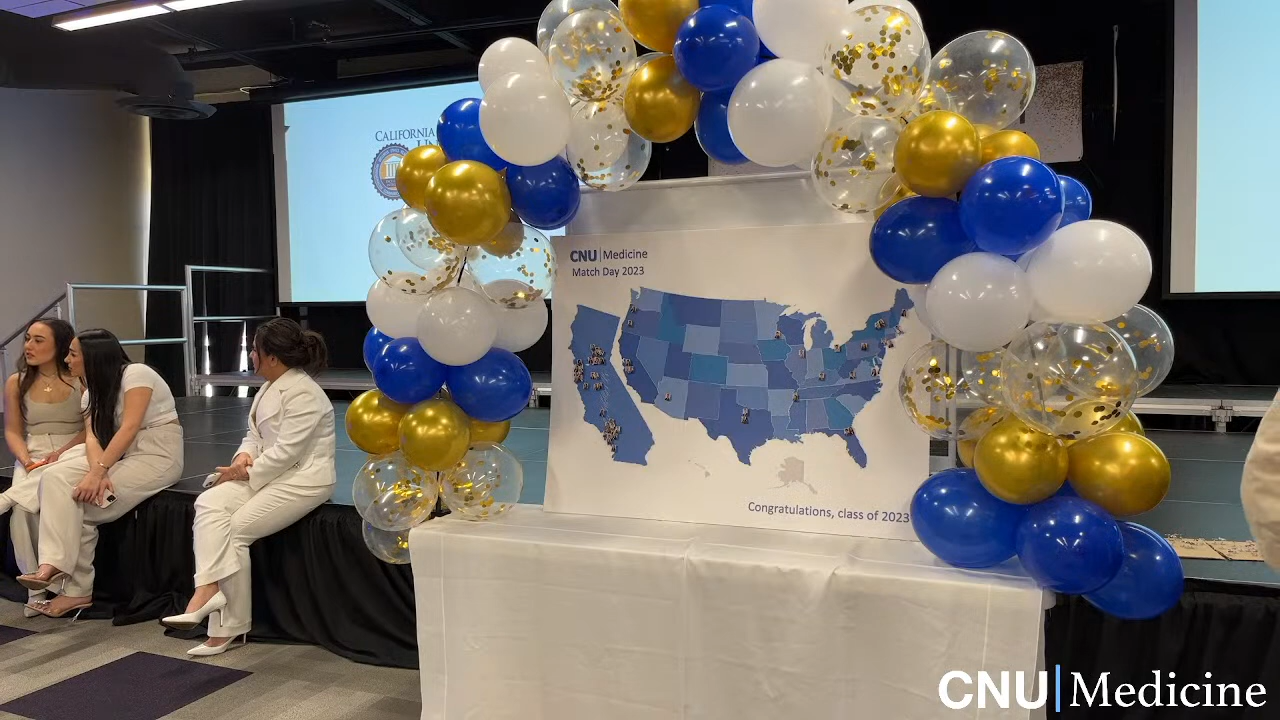 CALIFORNIA
CNU | Medicine
Match Day 2023
Congratulations, class of 2023
CNU | Medicine